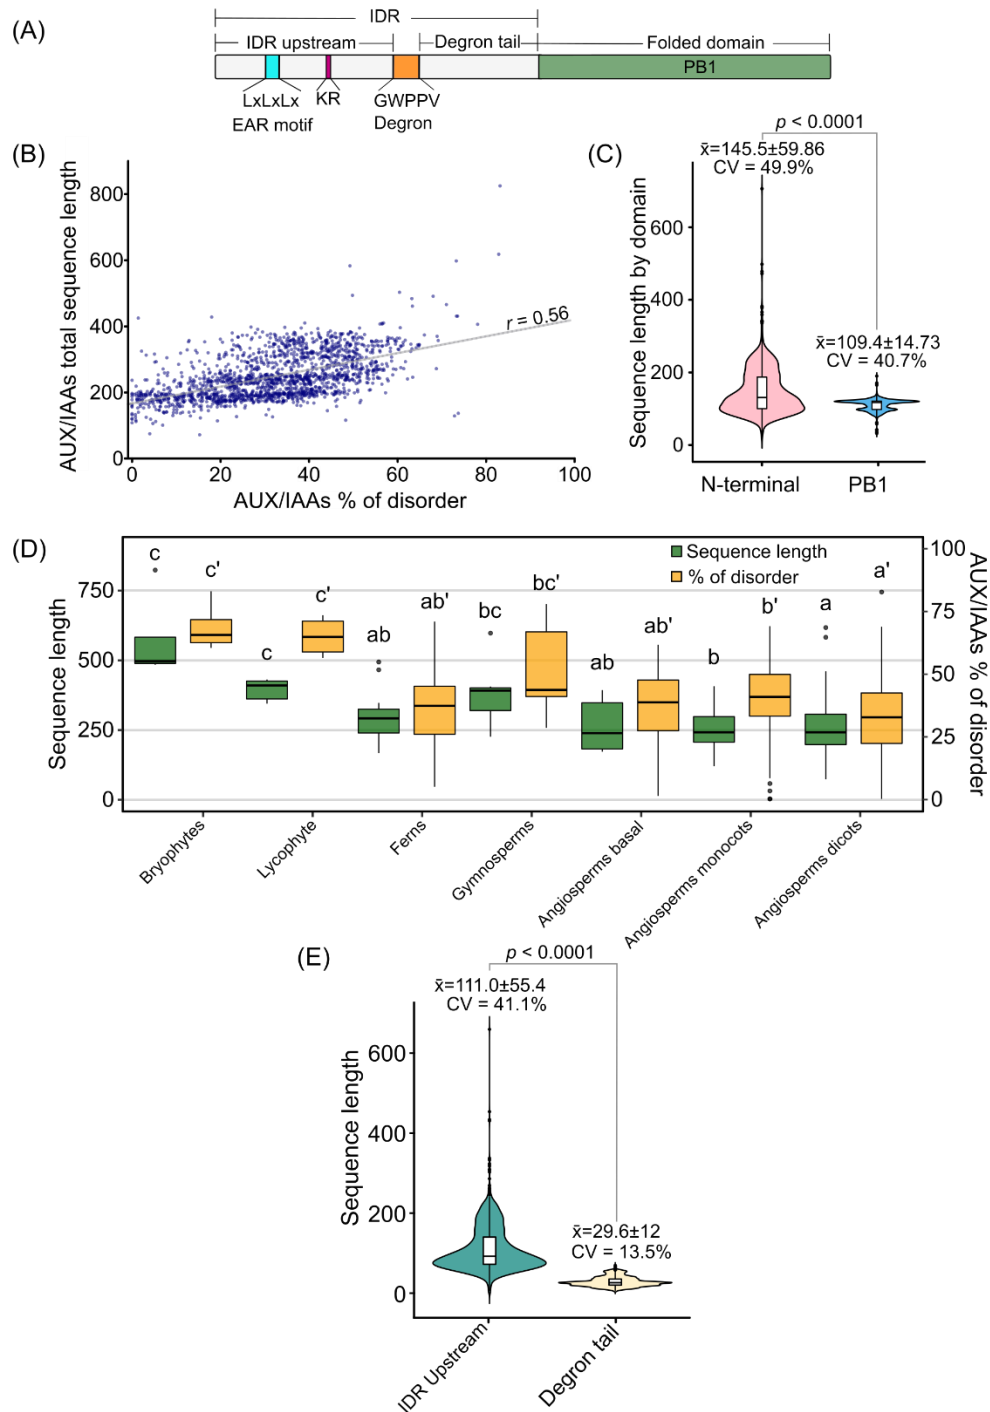 (A)
IDR
IDR upstream
Degron tail
Folded domain
PB1
LxLxLx
KR
GWPPV
EAR motif
Degron
(B)
AUX/IAAs total sequence length
800
600
400
200
0
r = 0.56
0 20 40 60 80 100
AUX/IAAs % of disorder
(C)
p < 0.0001
x̄=145.5±59.86
CV = 49.9%
Sequence length by domain
600
400
200
0
x̄=109.4±14.73
CV = 40.7%
N-terminal PB1
(D)
Sequence length
750
500
250
0
c c' c c' ab ab' bc bc' ab ab' b b' a a'
Sequence length
% of disorder
100
75
50
25
0
AUX/IAAs % of disorder
Bryophytes
Lycophyte
Ferns
Gymnosperms
Angiosperms basal
Angiosperms monocots
Angiosperms dicots
(E)
p < 0.0001
x̄=111.0±55.4
CV = 41.1%
Sequence length
600
400
200
0
x̄=29.6±12
CV = 13.5%
IDR Upstream
Degron tail